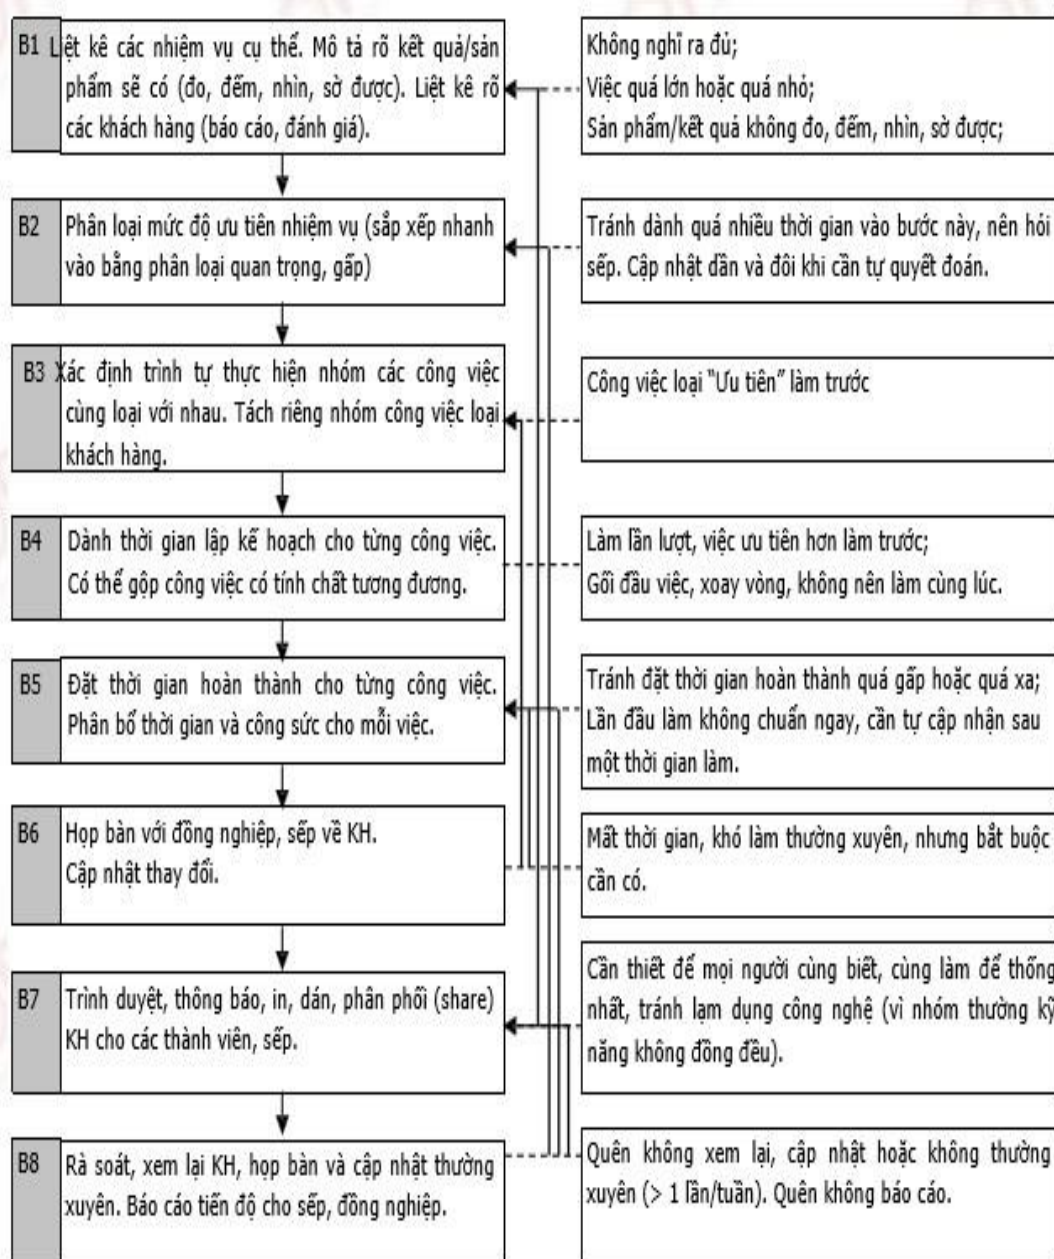 B1 Liệt kê các nhiệm vụ cụ thể. Mô tả rõ kết quả/sản
phẩm sẽ có (đo, đếm, nhìn, sờ được). Liệt kê rõ
các khách hàng (báo cáo, đánh giá).
Không nghĩ ra đủ;
Việc quá lớn hoặc quá nhỏ;
Sản phẩm/kết quả không đo, đếm, nhìn, sờ được;
B2 Phân loại mức độ ưu tiên nhiệm vụ (sắp xếp nhanh
vào bảng phân loại quan trọng, gấp)
Tránh dành quá nhiều thời gian vào bước này, nên hỏi
sếp. Cập nhật dần và đôi khi cần tự quyết đoán.
B3 Xác định trình tự thực hiện nhóm các công việc
cùng loại với nhau. Tách riêng nhóm công việc loại
khách hàng.
Công việc loại "Ưu tiên" làm trước
B4 Dành thời gian lập kế hoạch cho từng công việc.
Có thể gộp công việc có tính chất tương đương.
Làm lần lượt, việc ưu tiên hơn làm trước;
Gối đầu việc, xoay vòng, không nên làm cùng lúc.
B5 Đặt thời gian hoàn thành cho từng công việc.
Phân bổ thời gian và công sức cho mỗi việc.
Tránh đặt thời gian hoàn thành quá gấp hoặc quá xa;
Lần đầu làm không chuẩn ngay, cần tự cập nhận sau
một thời gian làm.
B6 Họp bàn với đồng nghiệp, sếp về KH.
Cập nhật thay đổi.
Mất thời gian, khó làm thường xuyên, nhưng bắt buộc
cần có.
B7 Trình duyệt, thông báo, in, dán, phân phối (share)
KH cho các thành viên, sếp.
Cần thiết để mọi người cùng biết, cùng làm để thống
nhất, tránh lạm dụng công nghệ (vì nhóm thường kỹ
năng không đồng đều).
B8 Rà soát, xem lại KH, họp bàn và cập nhật thường
xuyên. Báo cáo tiến độ cho sếp, đồng nghiệp.
Quên không xem lại, cập nhật hoặc không thường
xuyên (> 1 lần/tuần). Quên không báo cáo.